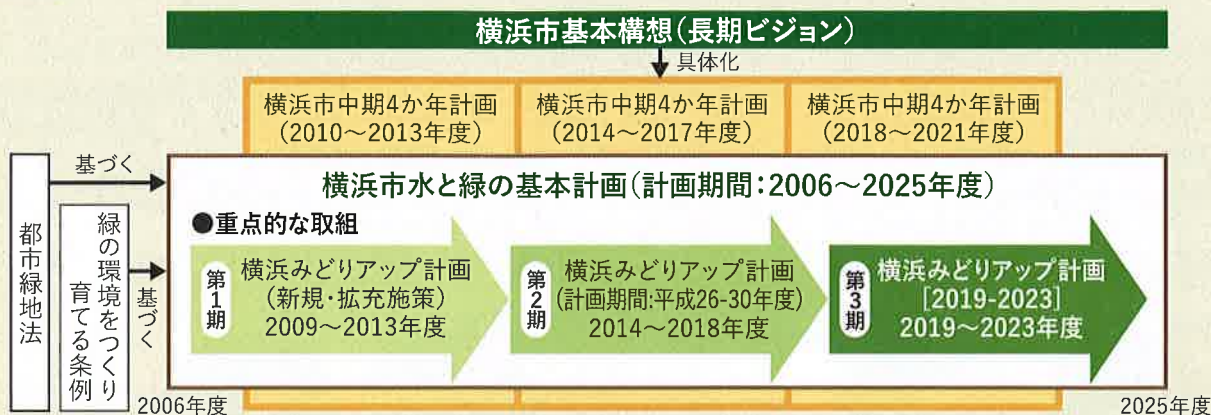 横浜市基本構想(長期ビジョン)
具体化
横浜市中期4か年計画
(2010〜2013年度)
横浜市中期4か年計画
(2014〜2017年度)
横浜市中期4か年計画
(2018〜2021年度)
都市緑地法
基づく
緑の環境をつくり
育てる条例
基づく
横浜市水と緑の基本計画(計画期間:2006〜2025年度)
●重点的な取組
第1期
横浜みどりアップ計画
(新規・拡充施策)
2009〜2013年度
第2期
横浜みどりアップ計画
(計画期間:平成26-30年度)
2014〜2018年度
第3期
横浜みどりアップ計画
[2019-2023]
2019〜2023年度
2006年度
2025年度